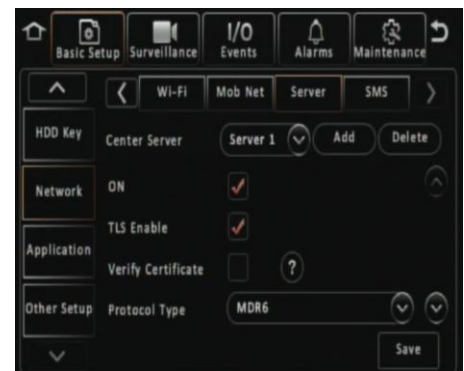 Basic Setup
Surveillance
I/O
Events
Alarms
Maintenance
Wi-Fi
Mob Net
Server
SMS
HDD Key
Network
Application
Other Setup
Center Server
Server 1
Add
Delete
ON
TLS Enable
Verify Certificate
?
Protocol Type
MDR6
Save